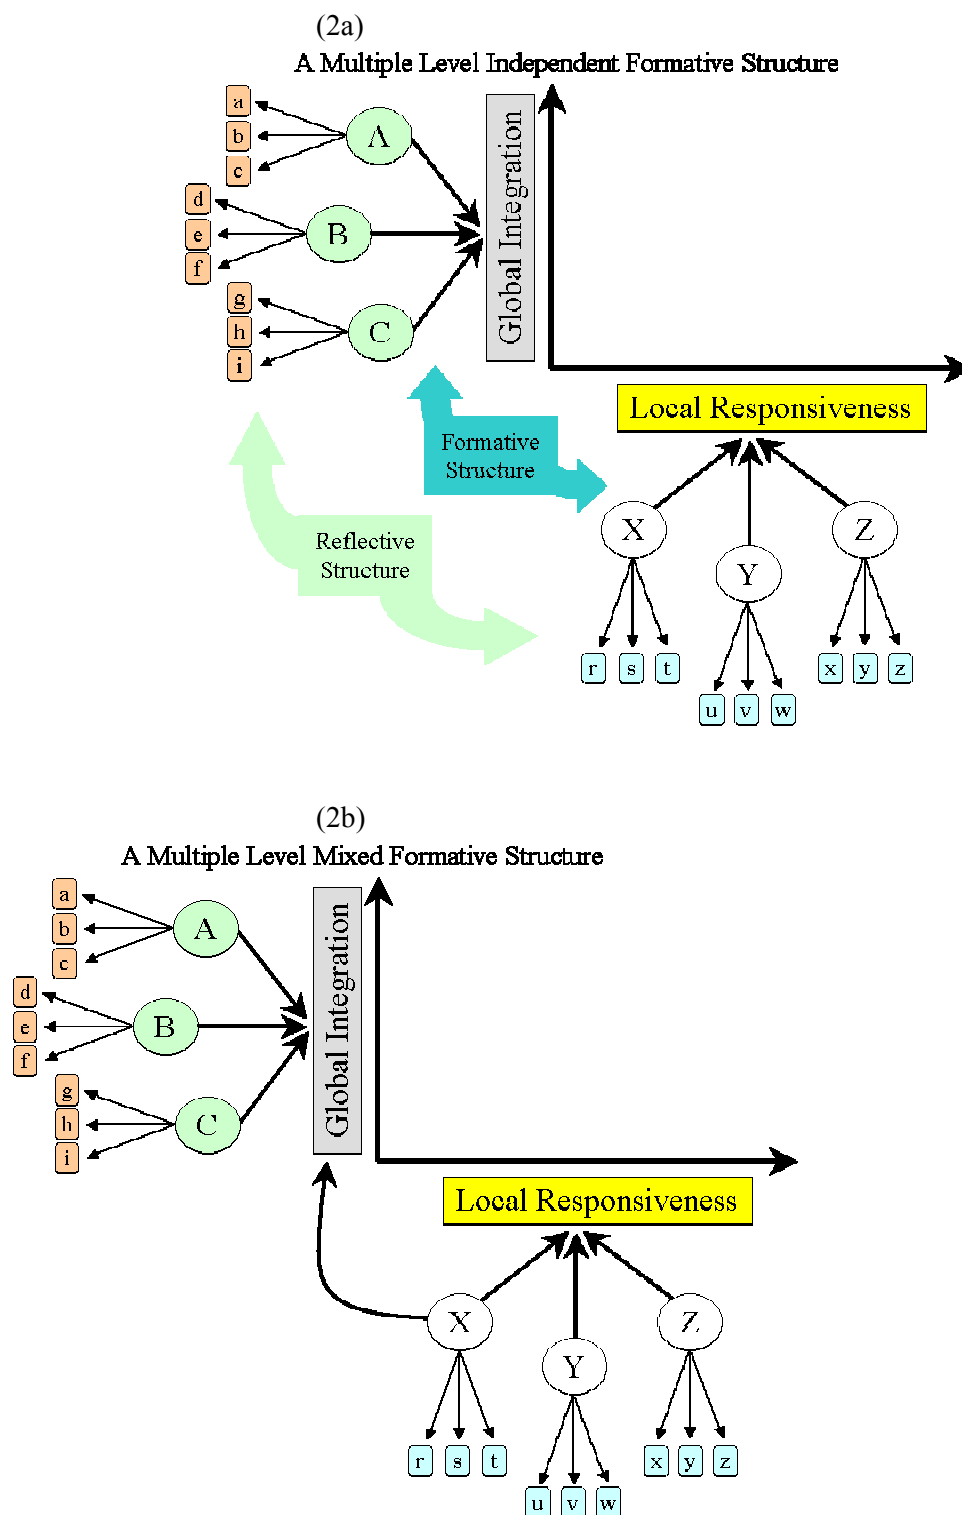 (2a)
A Multiple Level Independent Formative Structure
a
b
c
A
d
e
f
B
g
h
i
C
Global Integration
Local Responsiveness
Formative
Structure
Reflective
Structure
X
Y
Z
r s t
u v w
x y z
(2b)
A Multiple Level Mixed Formative Structure
a
b
c
A
d
e
f
B
g
h
i
C
Global Integration
Local Responsiveness
X
Y
Z
r s t
u v w
x y z